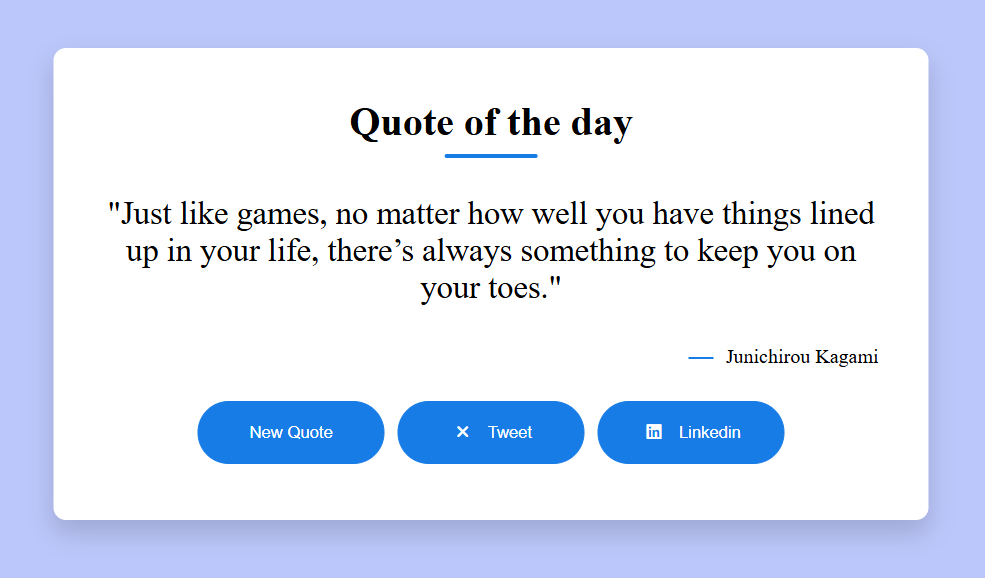 Quote of the day
"Just like games, no matter how well you have things lined
up in your life, there’s always something to keep you on
your toes."
Junichirou Kagami
New Quote
Tweet
Linkedin